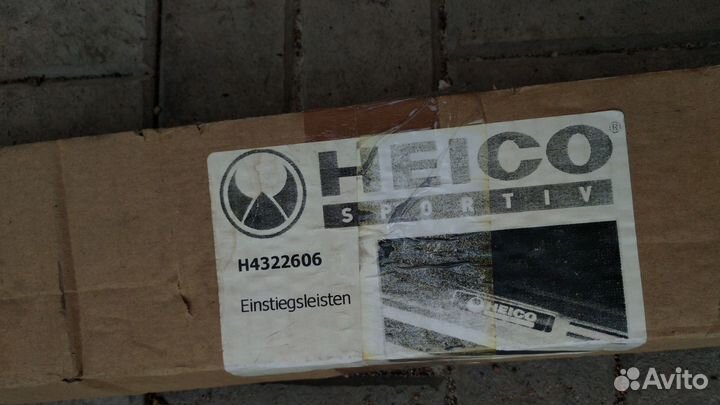 HEICO®
SPORTIV
H4322606
Einstiegsleisten
HEICO
Avito